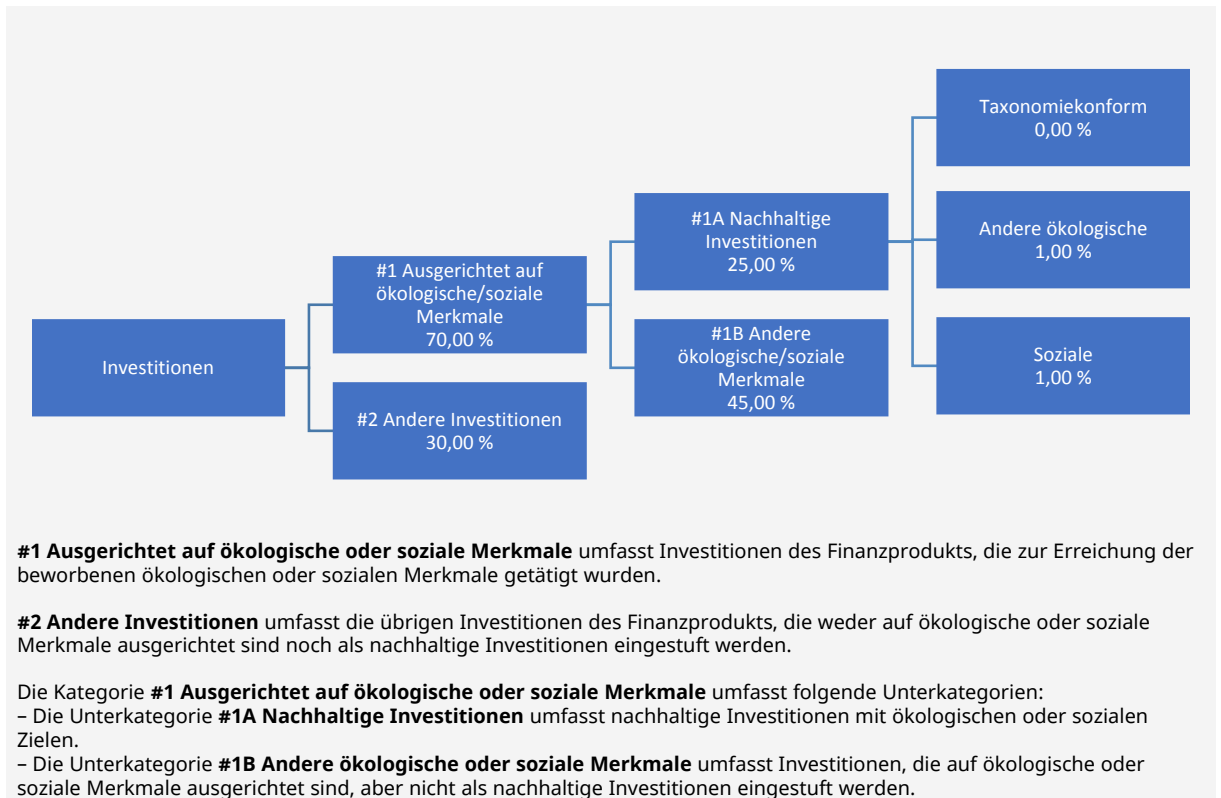 Investitionen
#1 Ausgerichtet auf
ökologische/soziale
Merkmale
70,00 %
#2 Andere Investitionen
30,00 %
#1A Nachhaltige
Investitionen
25,00 %
#1B Andere
ökologische/soziale
Merkmale
45,00 %
Taxonomiekonform
0,00 %
Andere ökologische
1,00 %
Soziale
1,00 %
#1 Ausgerichtet auf ökologische oder soziale Merkmale umfasst Investitionen des Finanzprodukts, die zur Erreichung der
beworbenen ökologischen oder sozialen Merkmale getätigt wurden.
#2 Andere Investitionen umfasst die übrigen Investitionen des Finanzprodukts, die weder auf ökologische oder soziale
Merkmale ausgerichtet sind noch als nachhaltige Investitionen eingestuft werden.
Die Kategorie #1 Ausgerichtet auf ökologische oder soziale Merkmale umfasst folgende Unterkategorien:
– Die Unterkategorie #1A Nachhaltige Investitionen umfasst nachhaltige Investitionen mit ökologischen oder sozialen
Zielen.
– Die Unterkategorie #1B Andere ökologische oder soziale Merkmale umfasst Investitionen, die auf ökologische oder
soziale Merkmale ausgerichtet sind, aber nicht als nachhaltige Investitionen eingestuft werden.